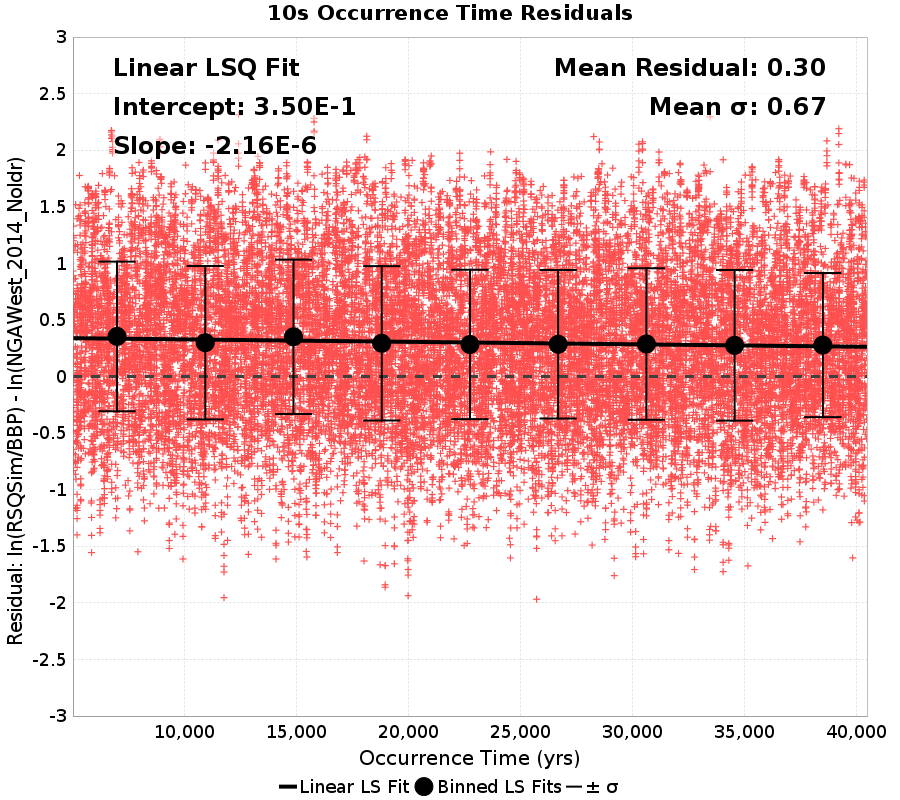 10s Occurrence Time Residuals
Linear LSQ Fit
Intercept: 3.50E-1
Slope: -2.16E-6
Mean Residual: 0.30
Mean σ: 0.67
Residual: ln(RSQSim/BBP) - ln(NGAWest_2014_NoIdr)
3
2.5
2
1.5
1
0.5
0
-0.5
-1
-1.5
-2
-2.5
-3
10,000
15,000
20,000
25,000
30,000
35,000
40,000
Occurrence Time (yrs)
Linear LS Fit
Binned LS Fits
± σ